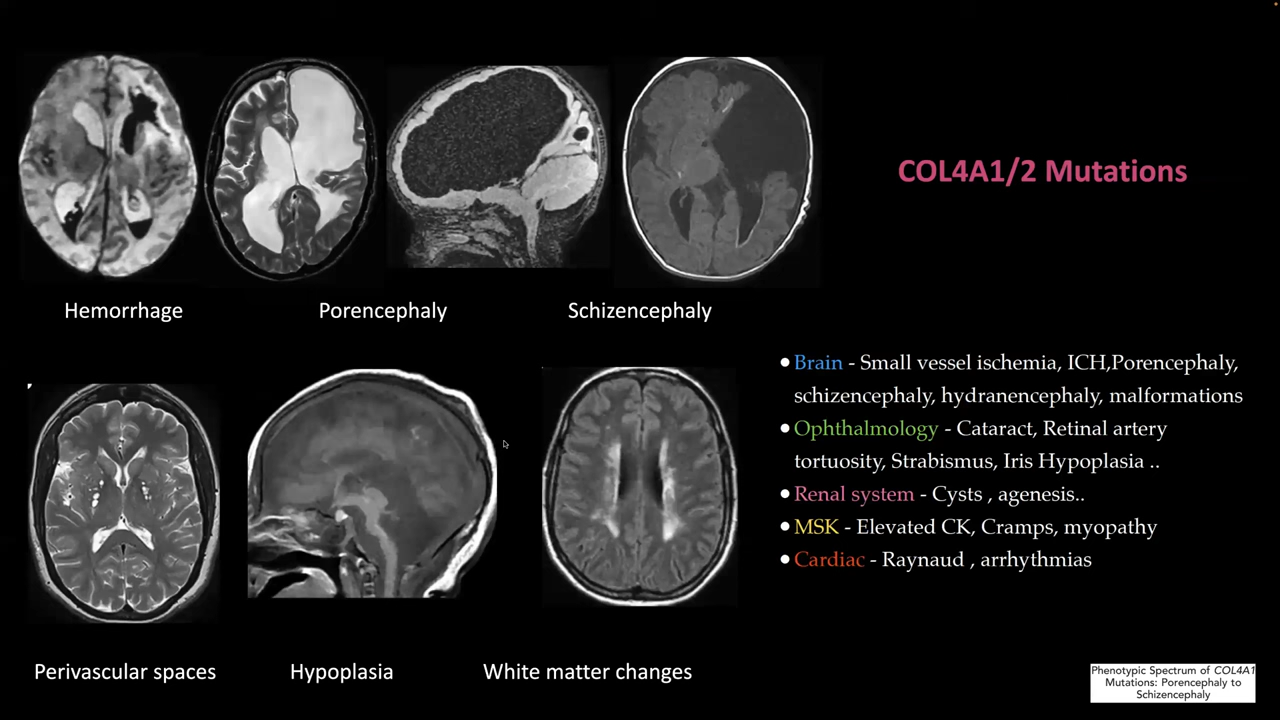 COL4A1/2 Mutations
Hemorrhage
Porencephaly
Schizencephaly
● Brain - Small vessel ischemia, ICH,Porencephaly,
schizencephaly, hydranencephaly, malformations
● Ophthalmology - Cataract, Retinal artery
tortuosity, Strabismus, Iris Hypoplasia ..
● Renal system - Cysts , agenesis..
● MSK - Elevated CK, Cramps, myopathy
● Cardiac - Raynaud , arrhythmias
Perivascular spaces
Hypoplasia
White matter changes
Phenotypic Spectrum of COL4A1
Mutations: Porencephaly to
Schizencephaly